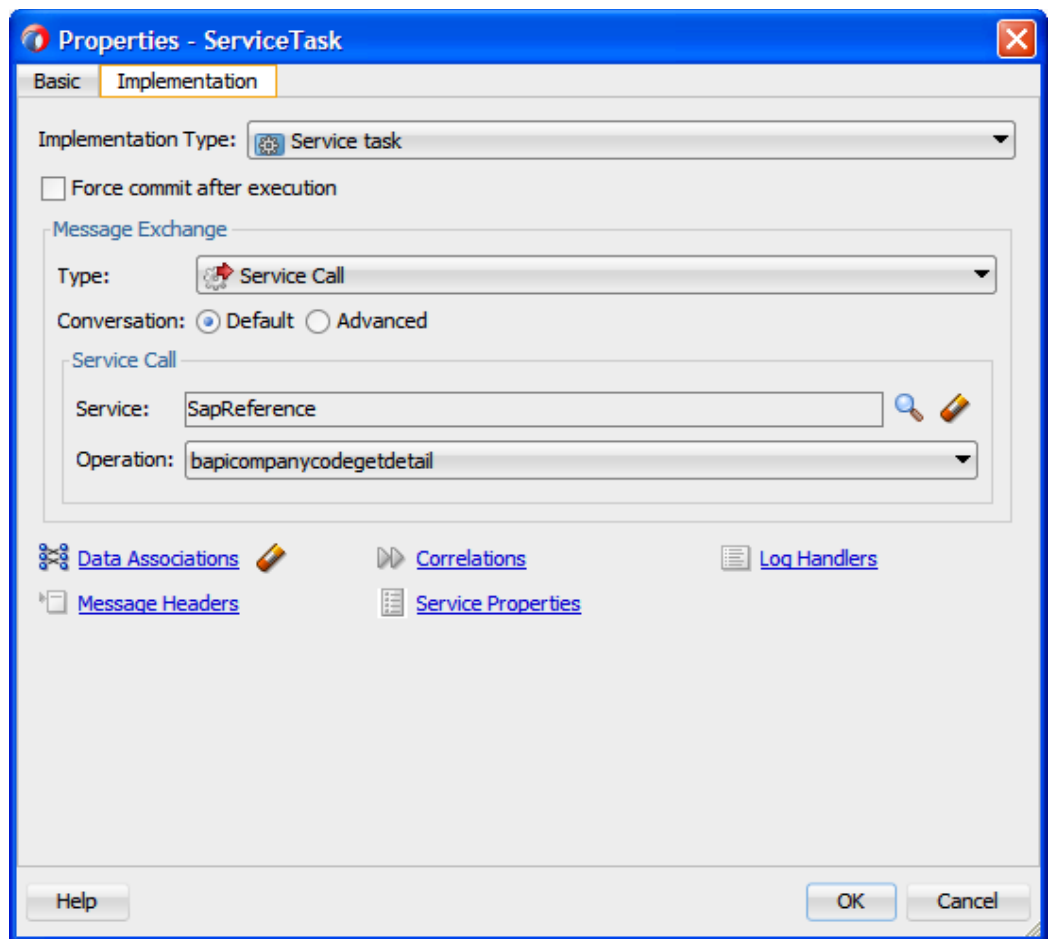 Properties - ServiceTask
Basic Implementation
Implementation Type: Service task
Force commit after execution
Message Exchange
Type: Service Call
Conversation: Default Advanced
Service Call
Service: SapReference
Operation: bapicompanycodegetdetail
Data Associations Correlations Log Handlers
Message Headers Service Properties
Help OK Cancel